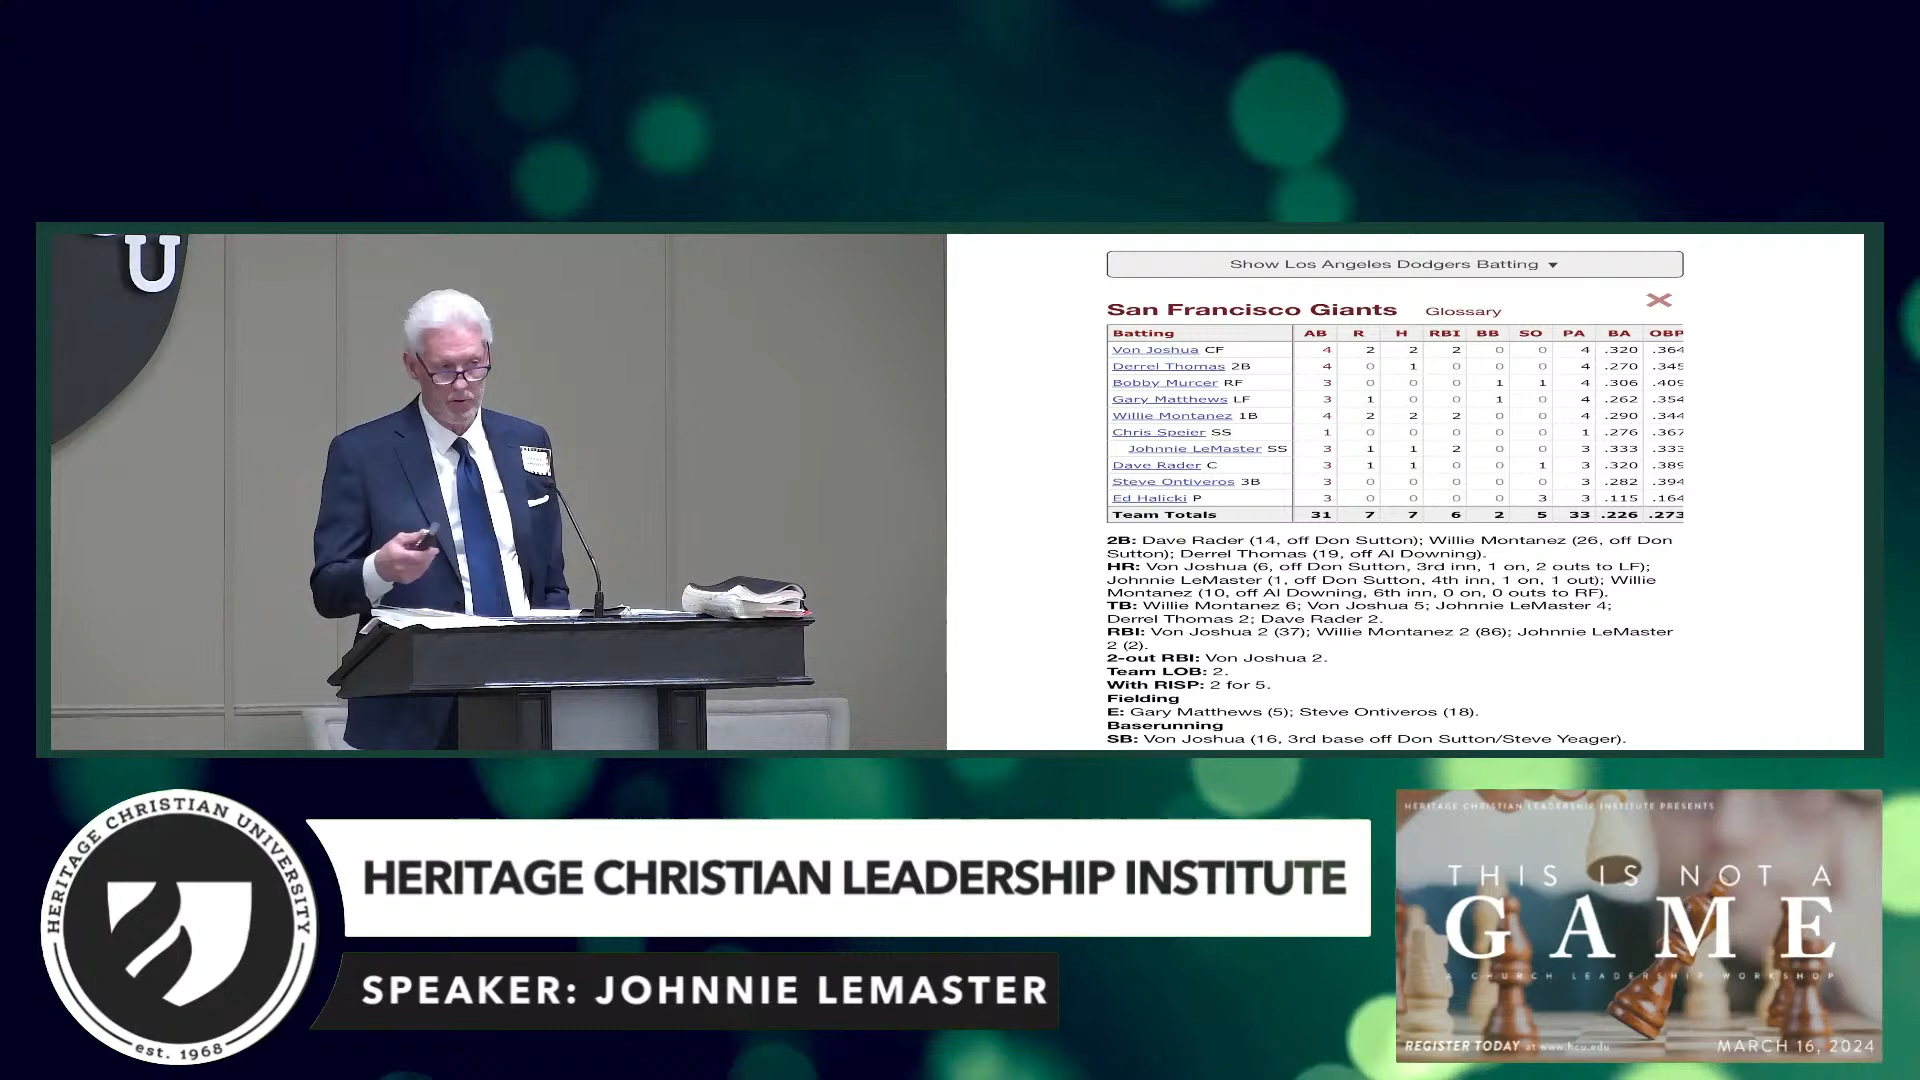 U
Show Los Angeles Dodgers Batting ▼
San Francisco Giants Glossary
Batting AB R H RBI BB SO PA BA OBP
Von Joshua CF 4 2 2 2 0 0 4 .320 .364
Derrel Thomas 2B 4 0 1 0 0 4 .270 .345
Bobby Murcer RF 3 0 0 0 1 1 4 .306 .409
Gary Matthews LF 3 1 0 0 1 0 4 .262 .354
Willie Montanez 1B 4 2 2 2 0 0 4 .290 .344
Chris Speier SS 1 0 0 0 0 0 1 .276 .367
Johnnie LeMaster SS 3 1 1 2 0 0 3 .333 .333
Dave Rader C 3 1 1 0 0 1 3 .320 .389
Steve Ontiveros 3B 3 0 0 0 0 0 3 .282 .394
Ed Halicki P 3 0 0 0 0 3 3 .115 .164
Team Totals 31 7 7 6 2 5 33 .226 .273
2B: Dave Rader (14, off Don Sutton); Willie Montanez (26, off Don
Sutton); Derrel Thomas (19, off Al Downing).
HR: Von Joshua (6, off Don Sutton, 3rd inn, 1 on, 2 outs to LF);
Johnnie LeMaster (1, off Don Sutton, 4th inn, 1 on, 1 out); Willie
Montanez (10, off Al Downing, 6th inn, 0 on, 0 outs to RF).
TB: Willie Montanez 6; Von Joshua 5; Johnnie LeMaster 4;
Derrel Thomas 2; Dave Rader 2.
RBI: Von Joshua 2 (37); Willie Montanez 2 (86); Johnnie LeMaster
2 (2).
2-out RBI: Von Joshua 2.
Team LOB: 2.
With RISP: 2 for 5.
Fielding
E: Gary Matthews (5); Steve Ontiveros (18).
Baserunning
SB: Von Joshua (16, 3rd base off Don Sutton/Steve Yeager).
HERITAGE CHRISTIAN UNIVERSITY
est. 1968
HERITAGE CHRISTIAN LEADERSHIP INSTITUTE
SPEAKER: JOHNNIE LEMASTER
HERITAGE CHRISTIAN LEADERSHIP INSTITUTE PRESENTS
THIS IS NOT A
GAME
A CHURCH LEADERSHIP WORKSHOP
REGISTER TODAY at www.hcu.edu
MARCH 16, 2024